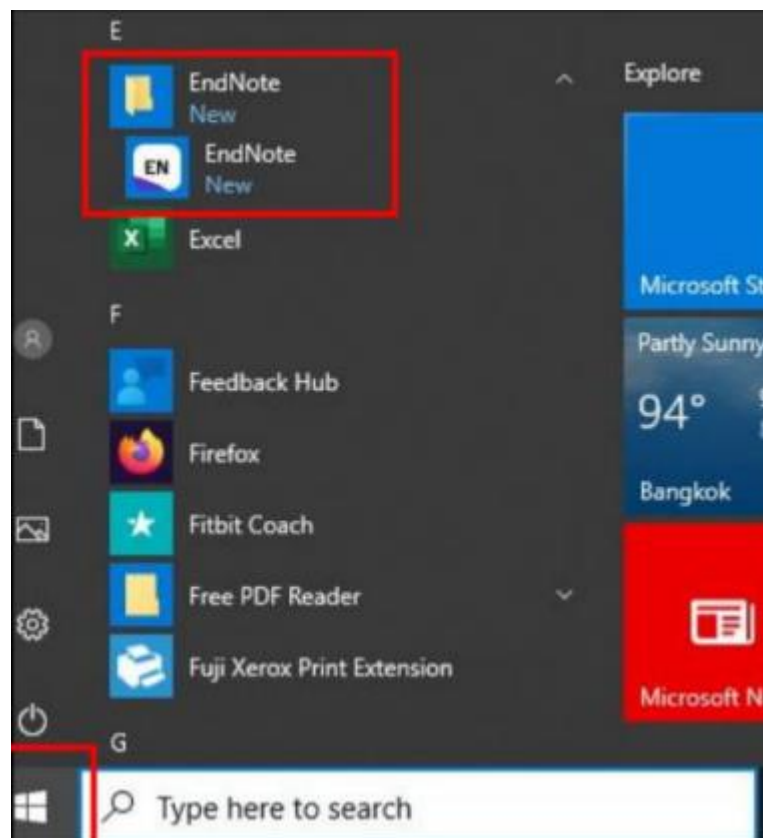 E
EndNote
New
EN
EndNote
New
Excel
F
Feedback Hub
Firefox
Fitbit Coach
Free PDF Reader
Fuji Xerox Print Extension
G
Type here to search
Explore
Microsoft St
Partly Sunny
94°
Bangkok
Microsoft N